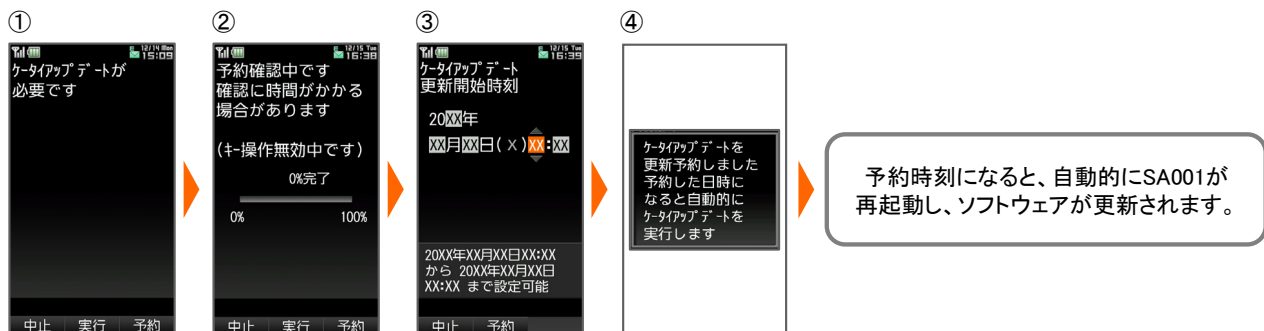 ①
12/14 Mon
15:09
ｹｰﾀｲｱｯﾌﾟﾃﾞｰﾄが
必要です
中止 実行 予約
②
12/15 Tue
16:38
予約確認中です
確認に時間がかかる
場合があります
(ｷｰ操作無効中です)
0%完了
0% 100%
中止 実行 予約
③
12/15 Tue
16:39
ｹｰﾀｲｱｯﾌﾟﾃﾞｰﾄ
更新開始時刻
20XX年
XX月XX日(X)XX:XX
20XX年XX月XX日XX:XX
から 20XX年XX月XX日
XX:XX まで設定可能
中止 予約
④
ｹｰﾀｲｱｯﾌﾟﾃﾞｰﾄを
更新予約しました
予約した日時に
なると自動的に
ｹｰﾀｲｱｯﾌﾟﾃﾞｰﾄを
実行します
予約時刻になると、自動的にSA001が
再起動し、ソフトウェアが更新されます。